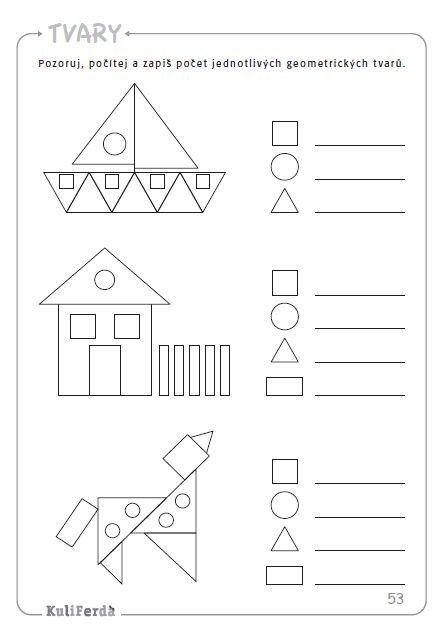 TVARY
Pozoruj, počítej a zapiš počet jednotlivých geometrických tvarů.
53
KuliFerda